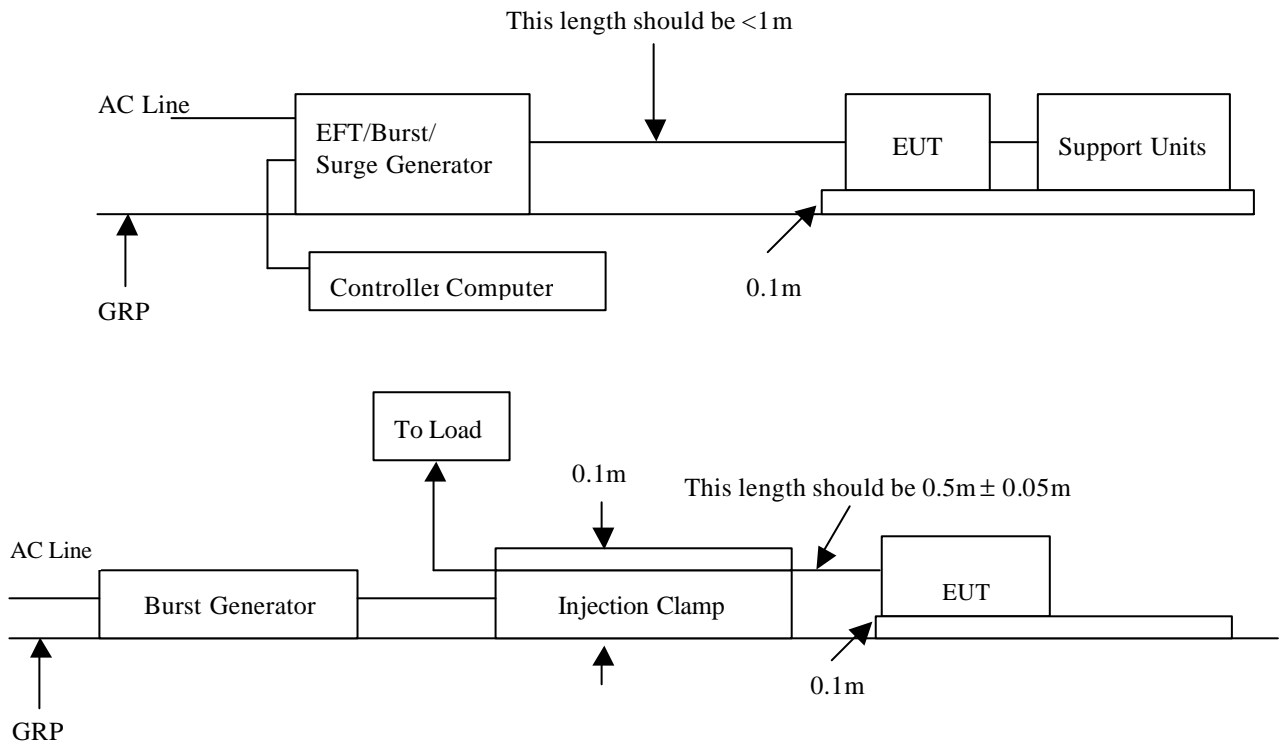 This length should be <1m
AC Line
EFT/Burst/
Surge Generator
EUT
Support Units
Controller Computer
0.1m
GRP
To Load
0.1m
This length should be 0.5m ± 0.05m
AC Line
Burst Generator
Injection Clamp
EUT
0.1m
GRP